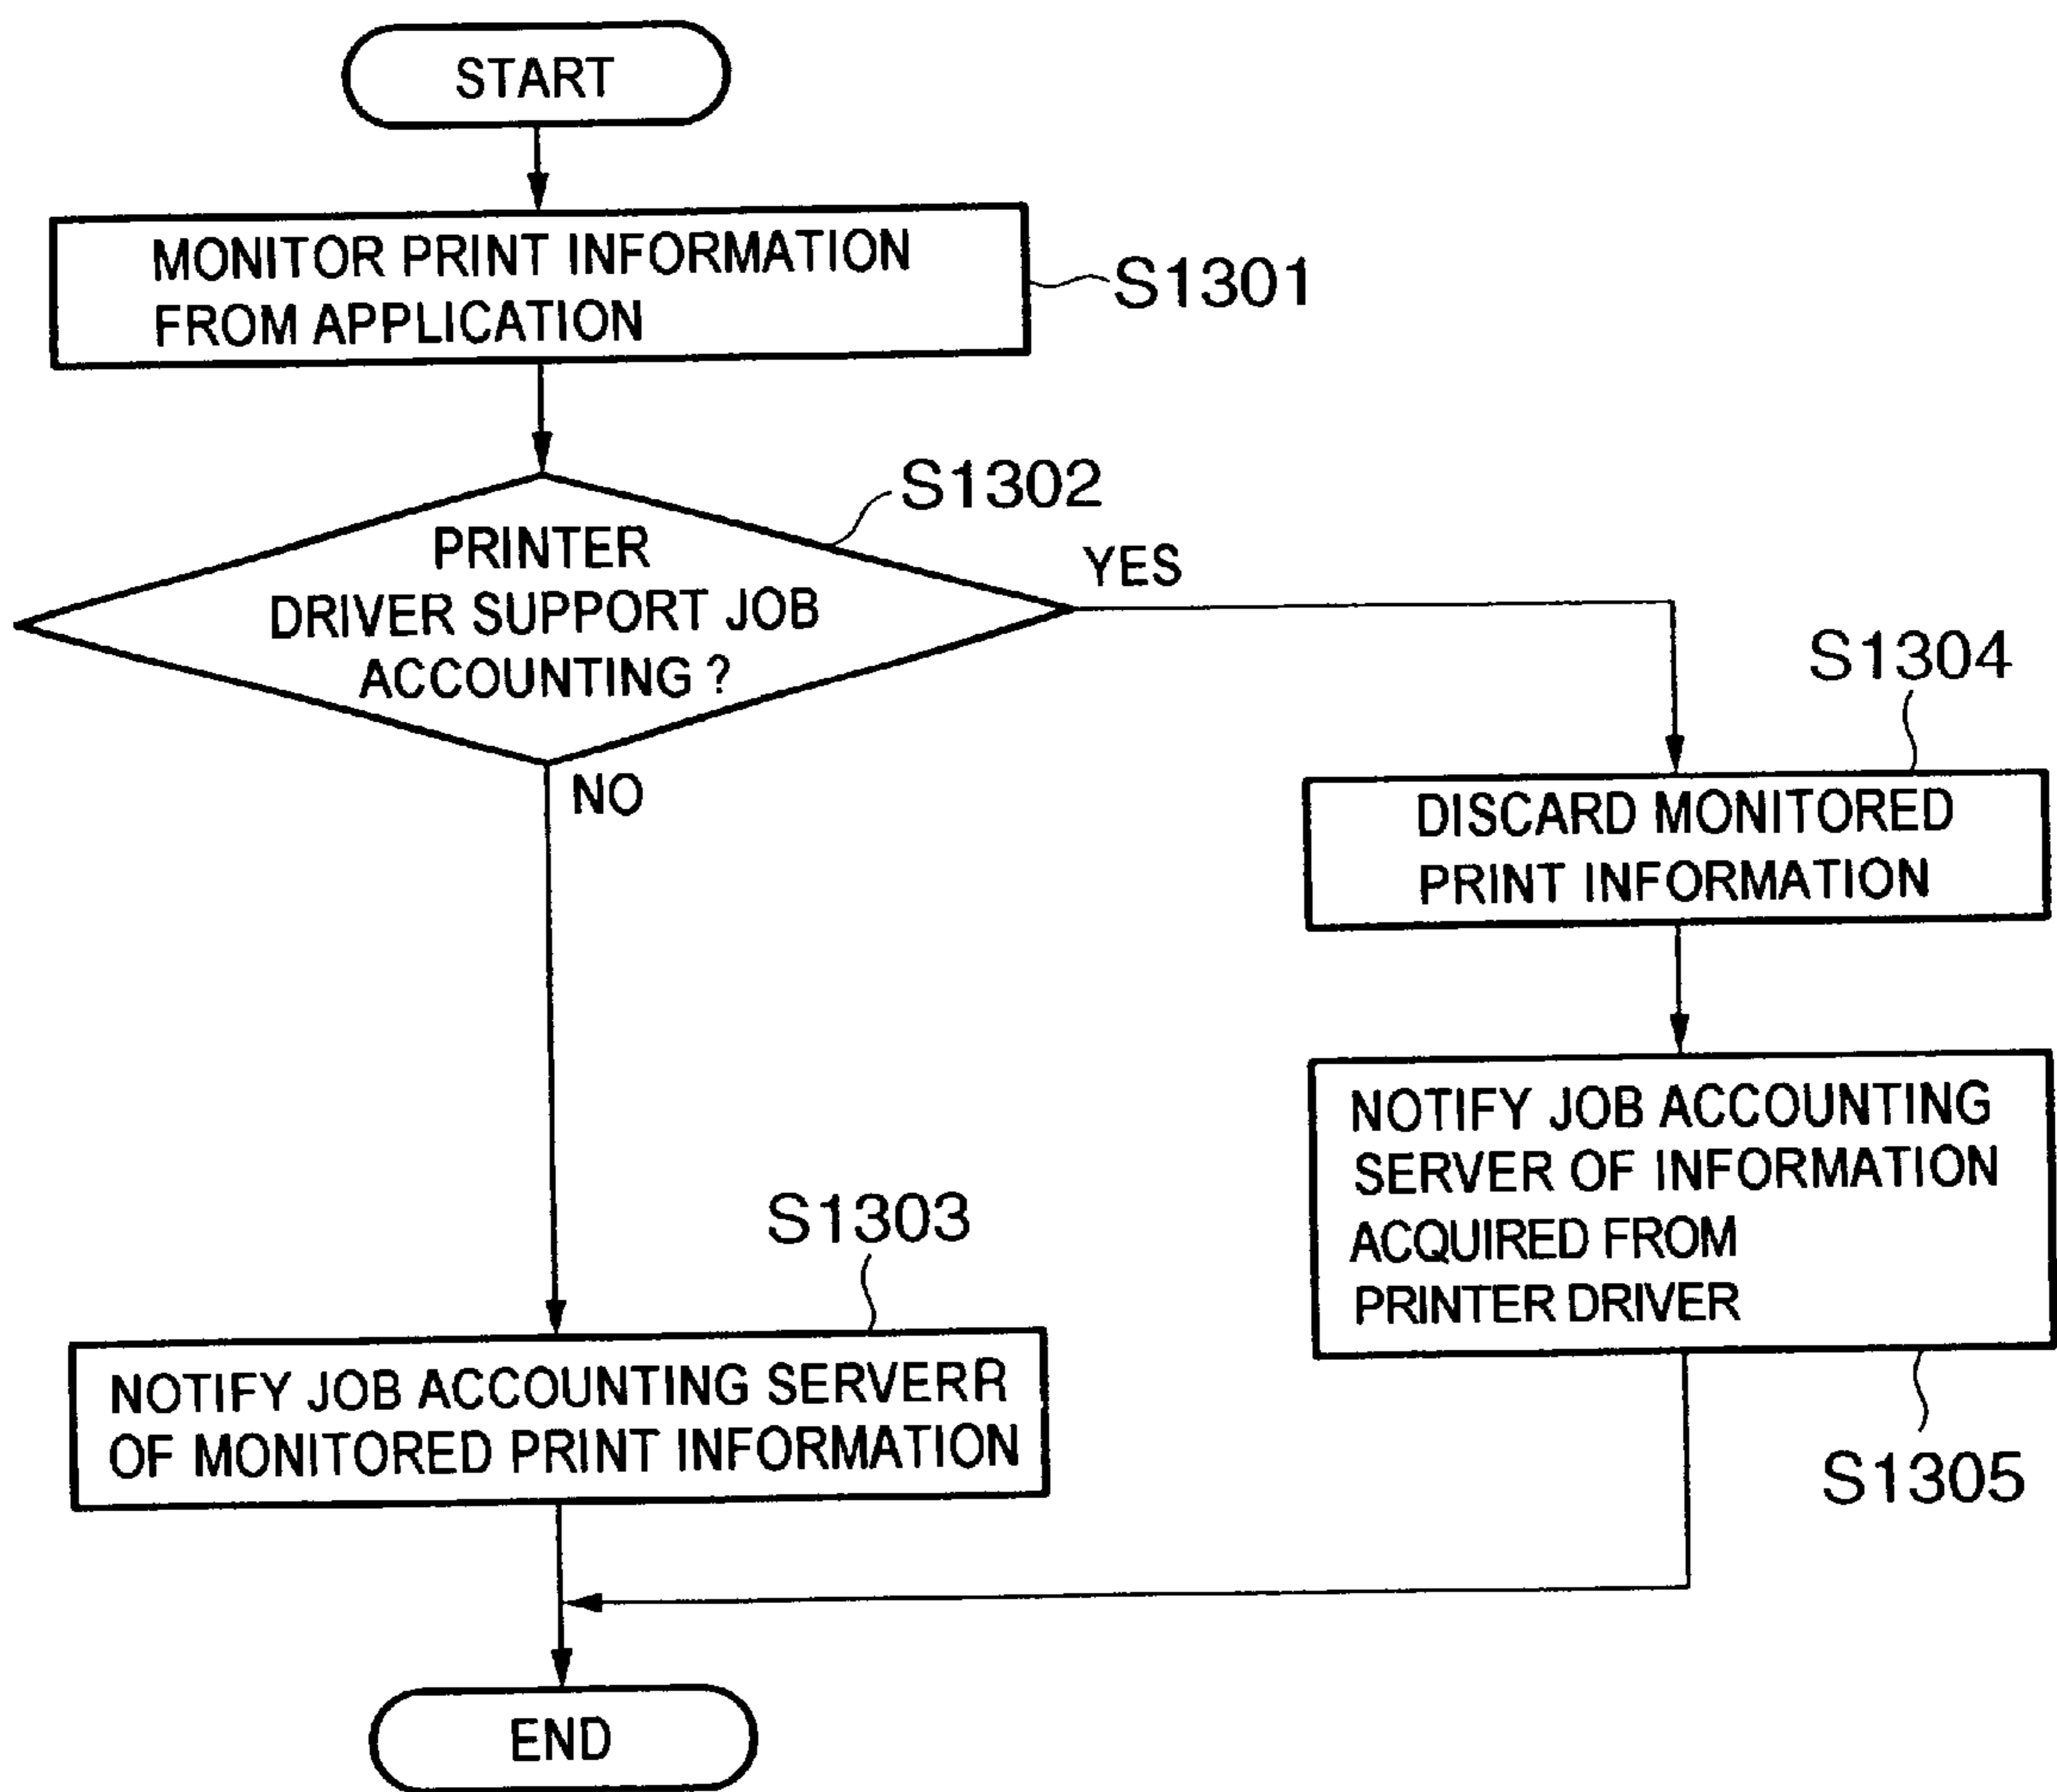 START
MONITOR PRINT INFORMATION
FROM APPLICATION
S1301
S1302
PRINTER
DRIVER SUPPORT JOB
ACCOUNTING ?
YES
NO
S1304
DISCARD MONITORED
PRINT INFORMATION
NOTIFY JOB ACCOUNTING
SERVER OF INFORMATION
ACQUIRED FROM
PRINTER DRIVER
S1305
S1303
NOTIFY JOB ACCOUNTING SERVERR
OF MONITORED PRINT INFORMATION
END